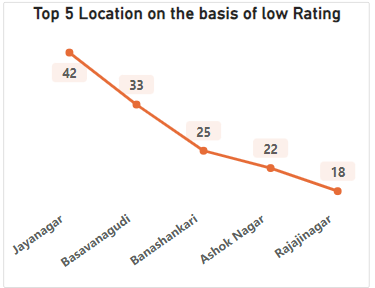 Top 5 Location on the basis of low Rating
42
33
25
22
18
Jayanagar
Basavanagudi
Banashankari
Ashok Nagar
Rajajinagar